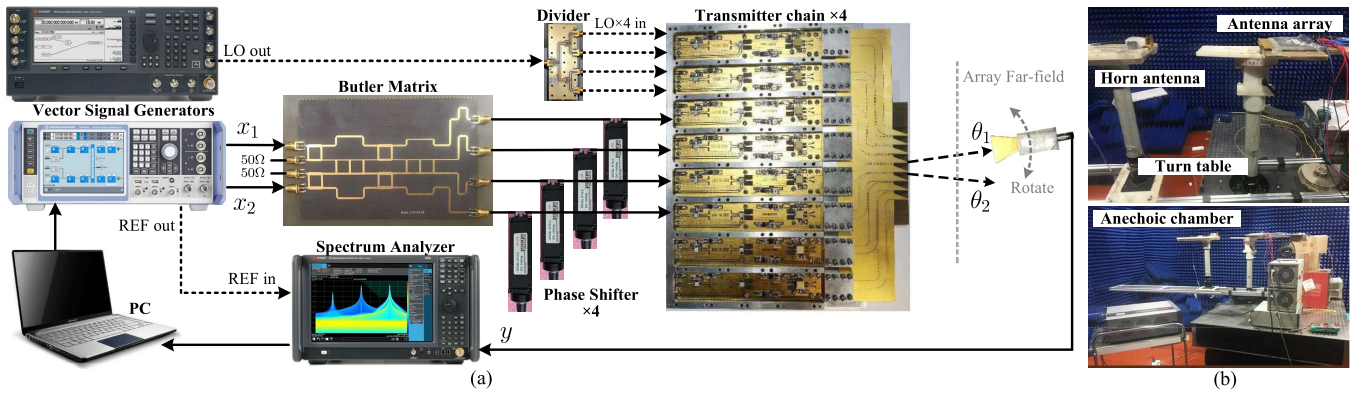 Divider
LO×4 in
Transmitter chain ×4
LO out
Vector Signal Generators
Butler Matrix
x1
50Ω
50Ω
x2
REF out
REF in
Spectrum Analyzer
PC
Phase Shifter
×4
Array Far-field
θ1
θ2
Rotate
y
(a)
Antenna array
Horn antenna
Turn table
Anechoic chamber
(b)